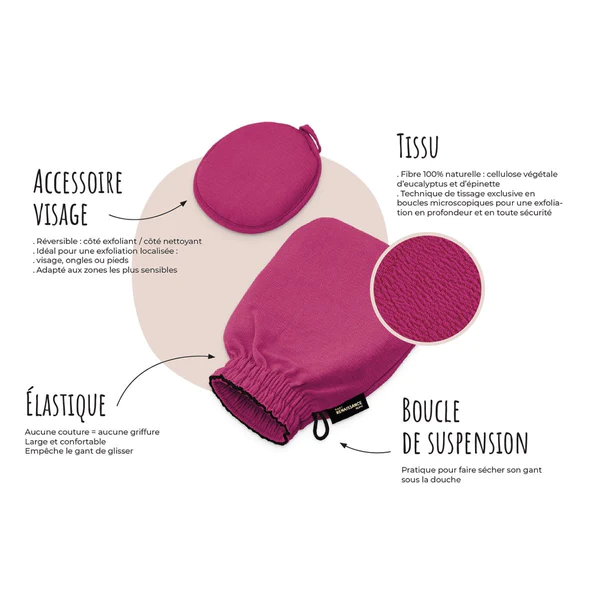 ACCESSOIRE
VISAGE
. Réversible : côté exfoliant / côté nettoyant
. Idéal pour une exfoliation localisée :
. visage, ongles ou pieds
. Adapté aux zones les plus sensibles
TISSU
. Fibre 100% naturelle : cellulose végétale
d'eucalyptus et d'épinette
. Technique de tissage exclusive en
boucles microscopiques pour une exfolia-
tion en profondeur et en toute sécurité
ÉLASTIQUE
Aucune couture = aucune griffure
Large et confortable
Empêche le gant de glisser
RENAISSANCE
BOUCLE
DE SUSPENSION
Pratique pour faire sécher son gant
sous la douche